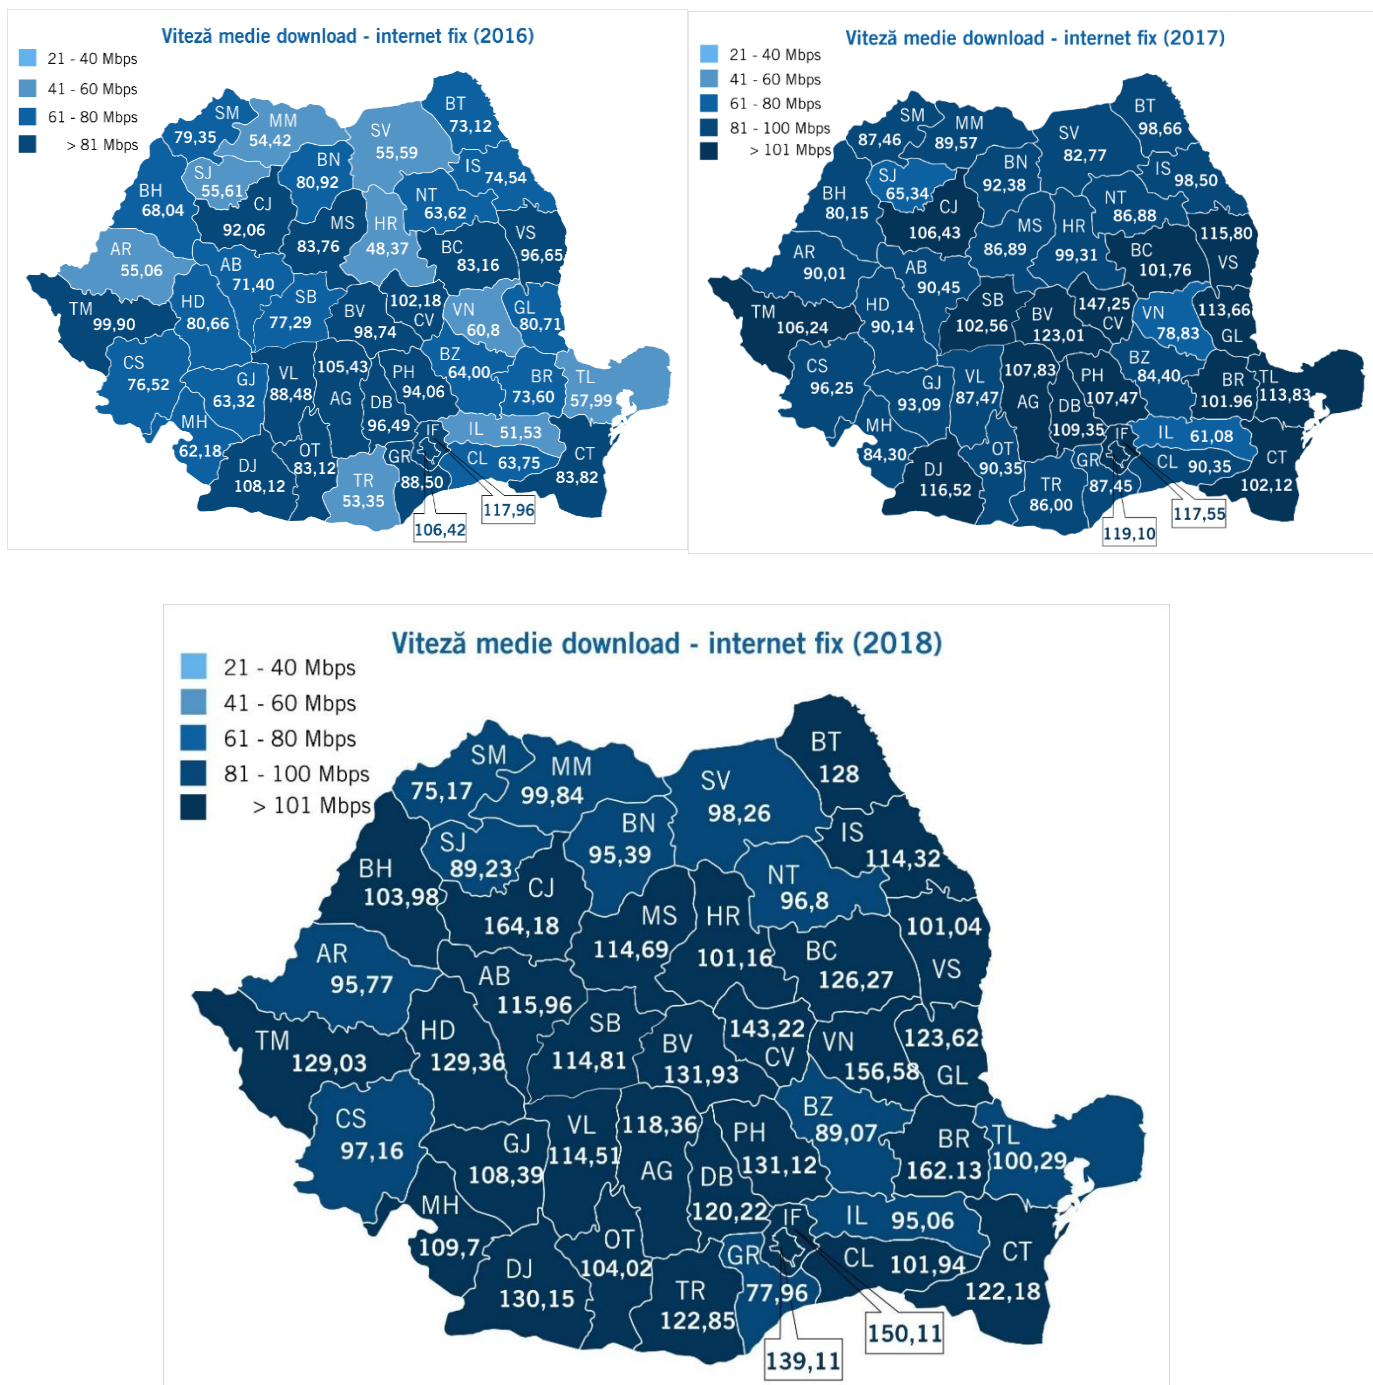 Viteză medie download - internet fix (2016)
21 - 40 Mbps
41 - 60 Mbps
61 - 80 Mbps
> 81 Mbps
SM
79,35
MM
54,42
SV
55,59
BT
73,12
SJ
55,61
BN
80,92
IS
74,54
BH
68,04
CJ
92,06
NT
63,62
MS
83,76
HR
48,37
VS
96,65
AR
55,06
AB
71,40
BC
83,16
TM
99,90
HD
80,66
SB
77,29
BV
98,74
102,18
CV
VN
60,8
GL
80,71
CS
76,52
GJ
63,32
VL
88,48
105,43
AG
PH
94,06
BZ
64,00
BR
73,60
TL
57,99
DB
96,49
MH
62,18
DJ
108,12
OT
83,12
TR
53,35
GR
88,50
IF
IL 51,53
CL 63,75
CT
83,82
117,96
106,42
Viteză medie download - internet fix (2017)
21 - 40 Mbps
41 - 60 Mbps
61 - 80 Mbps
81 - 100 Mbps
> 101 Mbps
SM
87,46
MM
89,57
SV
82,77
BT
98,66
SJ
65,34
BN
92,38
IS
98,50
BH
80,15
CJ
106,43
NT
86,88
MS
86,89
HR
99,31
115,80
VS
AR
90,01
AB
90,45
BC
101,76
TM
106,24
HD
90,14
SB
102,56
BV
123,01
147,25
CV
VN
78,83
113,66
GL
CS
96,25
GJ
93,09
VL
87,47
107,83
AG
PH
107,47
BZ
84,40
BR
101.96
TL
113,83
DB
109,35
MH
84,30
DJ
116,52
OT
90,35
TR
86,00
GR
87,45
IF
IL 61,08
CL 90,35
CT
102,12
117,55
119,10
Viteză medie download - internet fix (2018)
21 - 40 Mbps
41 - 60 Mbps
61 - 80 Mbps
81 - 100 Mbps
> 101 Mbps
SM
75,17
MM
99,84
SV
98,26
BT
128
SJ
89,23
BN
95,39
IS
114,32
BH
103,98
CJ
164,18
NT
96,8
MS
114,69
HR
101,16
101,04
VS
AR
95,77
AB
115,96
BC
126,27
TM
129,03
HD
129,36
SB
114,81
BV
131,93
143,22
CV
VN
156,58
123,62
GL
CS
97,16
GJ
108,39
VL
114,51
118,36
AG
PH
131,12
BZ
89,07
BR
162.13
TL
100,29
DB
120,22
MH
109,7
DJ
130,15
OT
104,02
TR
122,85
GR
77,96
IF
IL 95,06
CL 101,94
CT
122,18
150,11
139,11